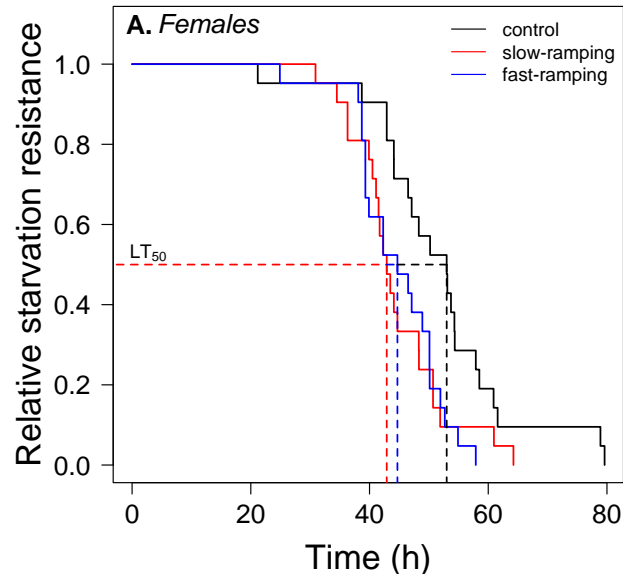 A. Females
control
slow-ramping
fast-ramping
Relative starvation resistance
1.0
0.8
0.6
LT50
0.4
0.2
0.0
0 20 40 60 80
Time (h)